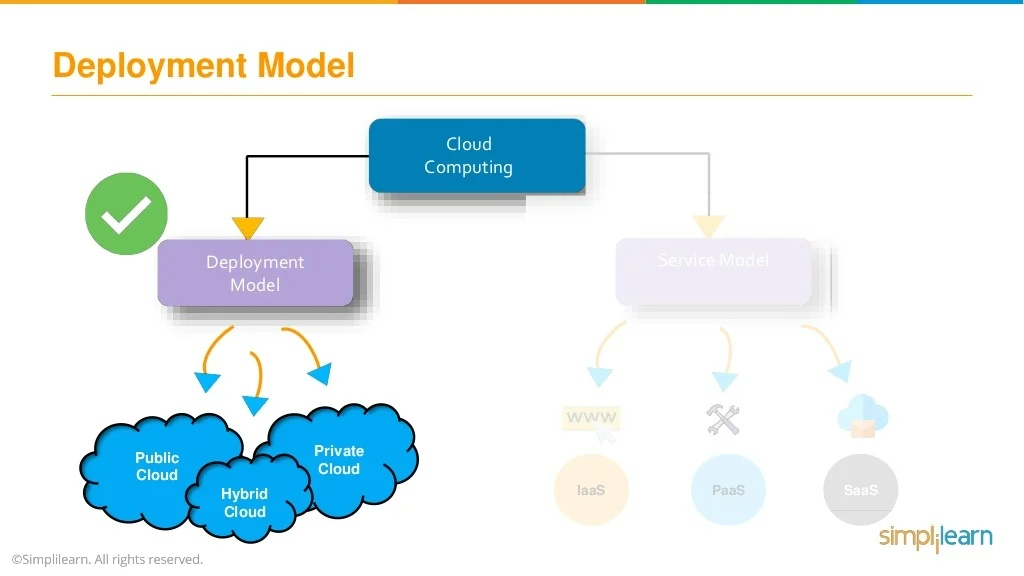 Deployment Model
Cloud
Computing
Deployment
Model
Service Model
Public
Cloud
Hybrid
Cloud
Private
Cloud
www
IaaS
PaaS
SaaS
simplilearn
©Simplilearn. All rights reserved.